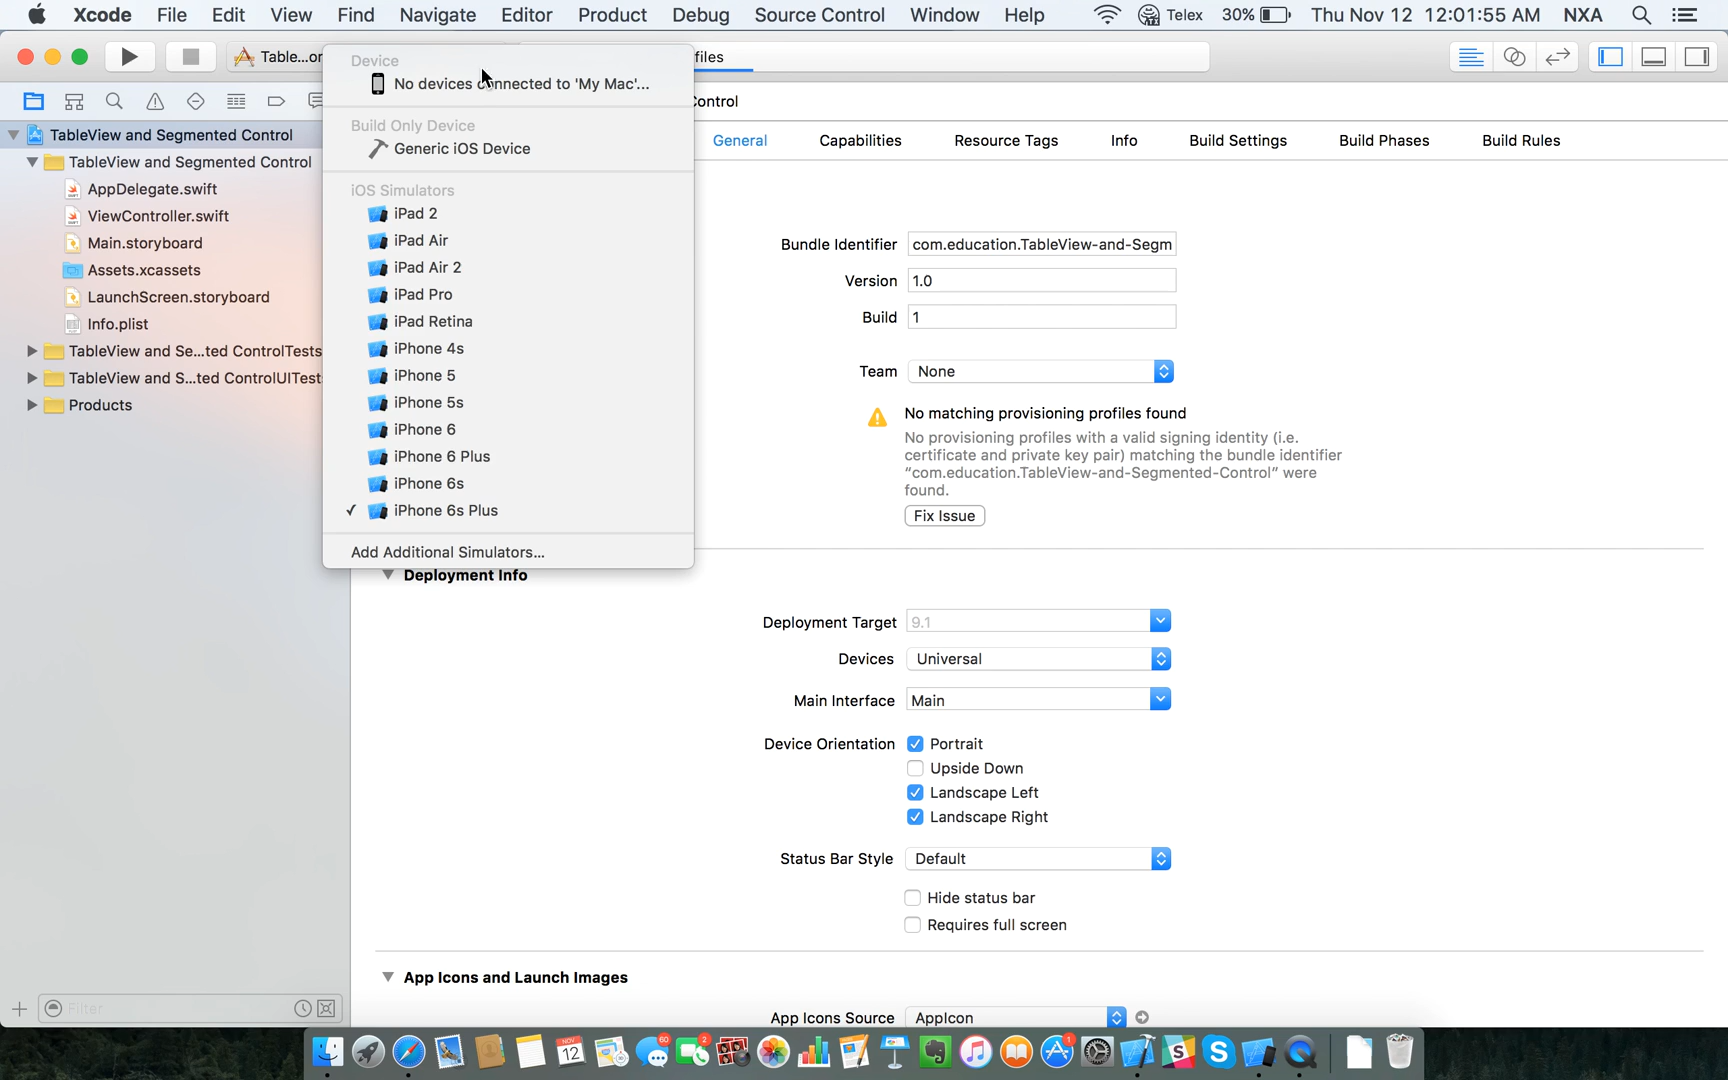 Xcode File Edit View Find Navigate Editor Product Debug Source Control Window Help Telex 30% Thu Nov 12 12:01:55 AM NXA
Table...or
files
Device
No devices connected to 'My Mac'...
Build Only Device
Generic iOS Device
iOS Simulators
iPad 2
iPad Air
iPad Air 2
iPad Pro
iPad Retina
iPhone 4s
iPhone 5
iPhone 5s
iPhone 6
iPhone 6 Plus
iPhone 6s
✓ iPhone 6s Plus
Add Additional Simulators...
TableView and Segmented Control
TableView and Segmented Control
AppDelegate.swift
ViewController.swift
Main.storyboard
Assets.xcassets
LaunchScreen.storyboard
Info.plist
TableView and Se...ted ControlTests
TableView and S...ted ControlUITest
Products
Filter
Control
General Capabilities Resource Tags Info Build Settings Build Phases Build Rules
Bundle Identifier com.education.TableView-and-Segm
Version 1.0
Build 1
Team None
No matching provisioning profiles found
No provisioning profiles with a valid signing identity (i.e.
certificate and private key pair) matching the bundle identifier
“com.education.TableView-and-Segmented-Control” were
found.
Fix Issue
Deployment Info
Deployment Target 9.1
Devices Universal
Main Interface Main
Device Orientation Portrait
Upside Down
Landscape Left
Landscape Right
Status Bar Style Default
Hide status bar
Requires full screen
App Icons and Launch Images
App Icons Source AppIcon
NOV
12
60
2
1